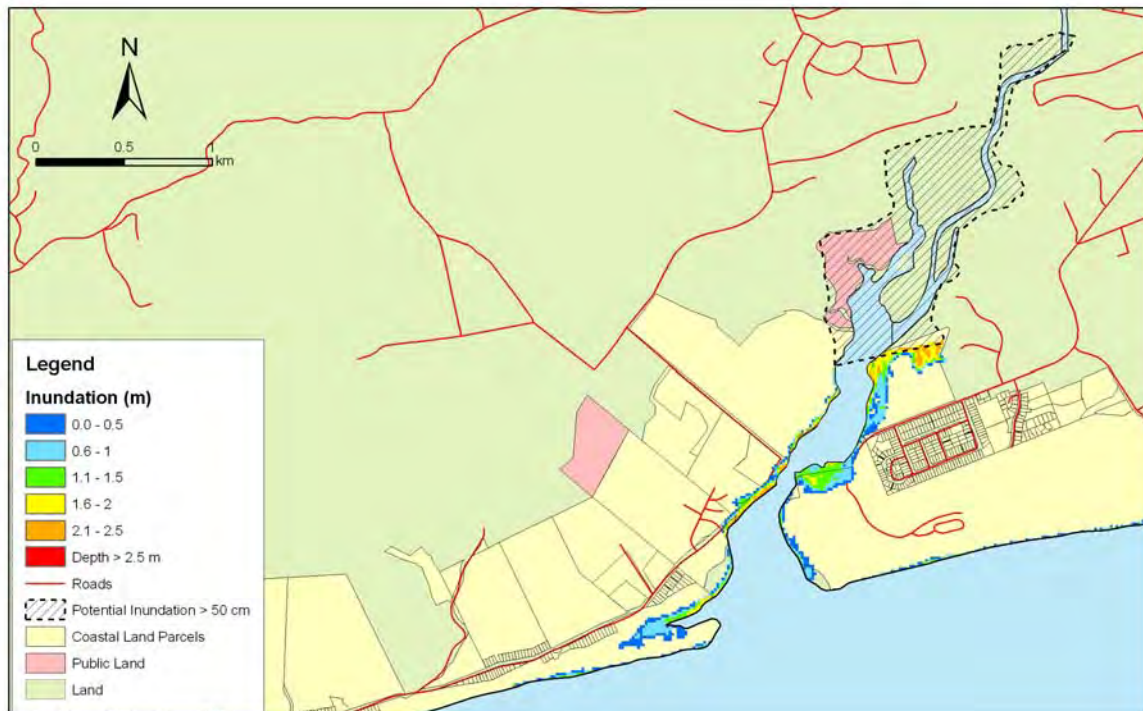 N
0 0.5 1
km
Legend
Inundation (m)
0.0 - 0.5
0.6 - 1
1.1 - 1.5
1.6 - 2
2.1 - 2.5
Depth > 2.5 m
Roads
Potential Inundation > 50 cm
Coastal Land Parcels
Public Land
Land